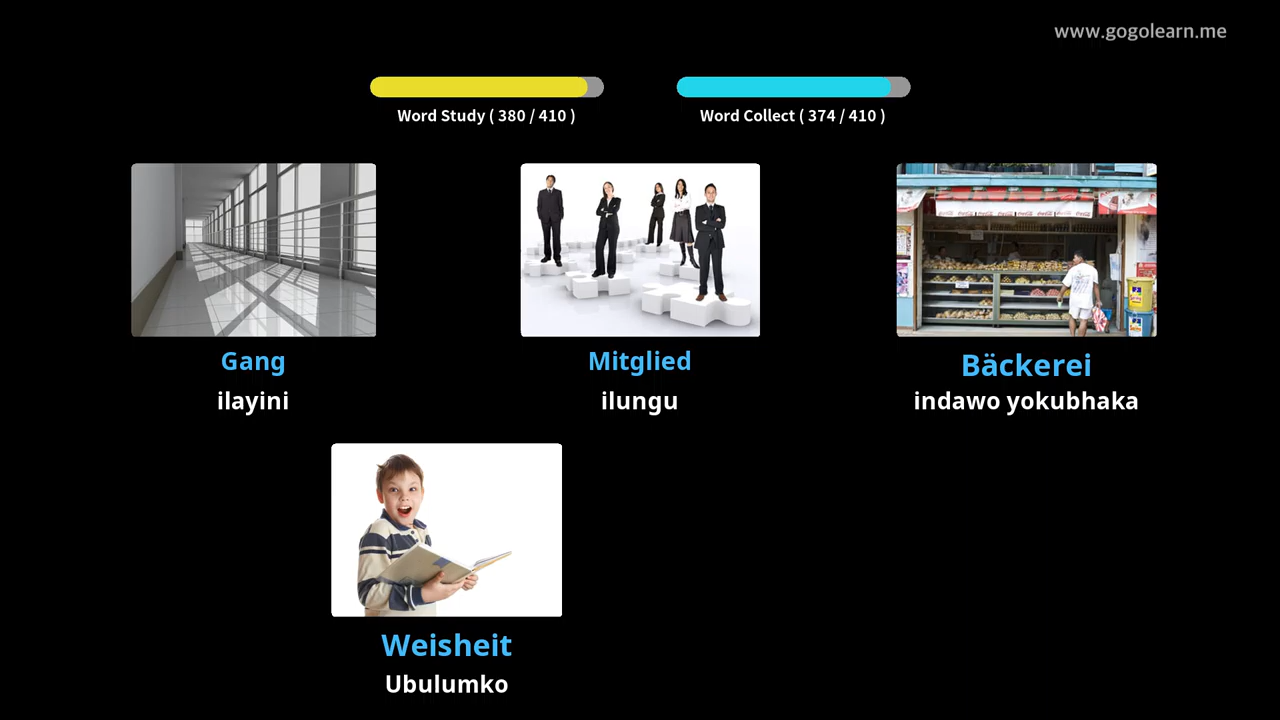 www.gogolearn.me
Word Study ( 380 / 410 )
Word Collect ( 374 / 410 )
Gang
ilayini
Mitglied
ilungu
Bäckerei
indawo yokubhaka
Weisheit
Ubulumko